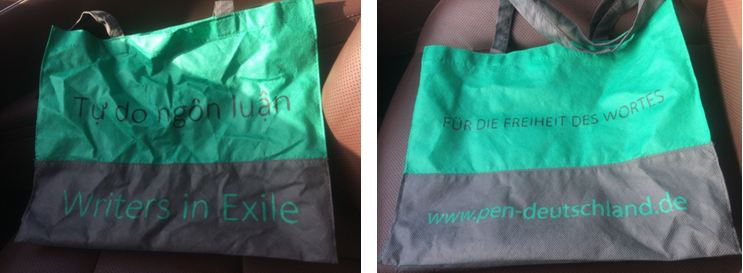 Tự do ngôn luận
Writers in Exile
FÜR DIE FREIHEIT DES WORTES
www.pen-deutschland.de